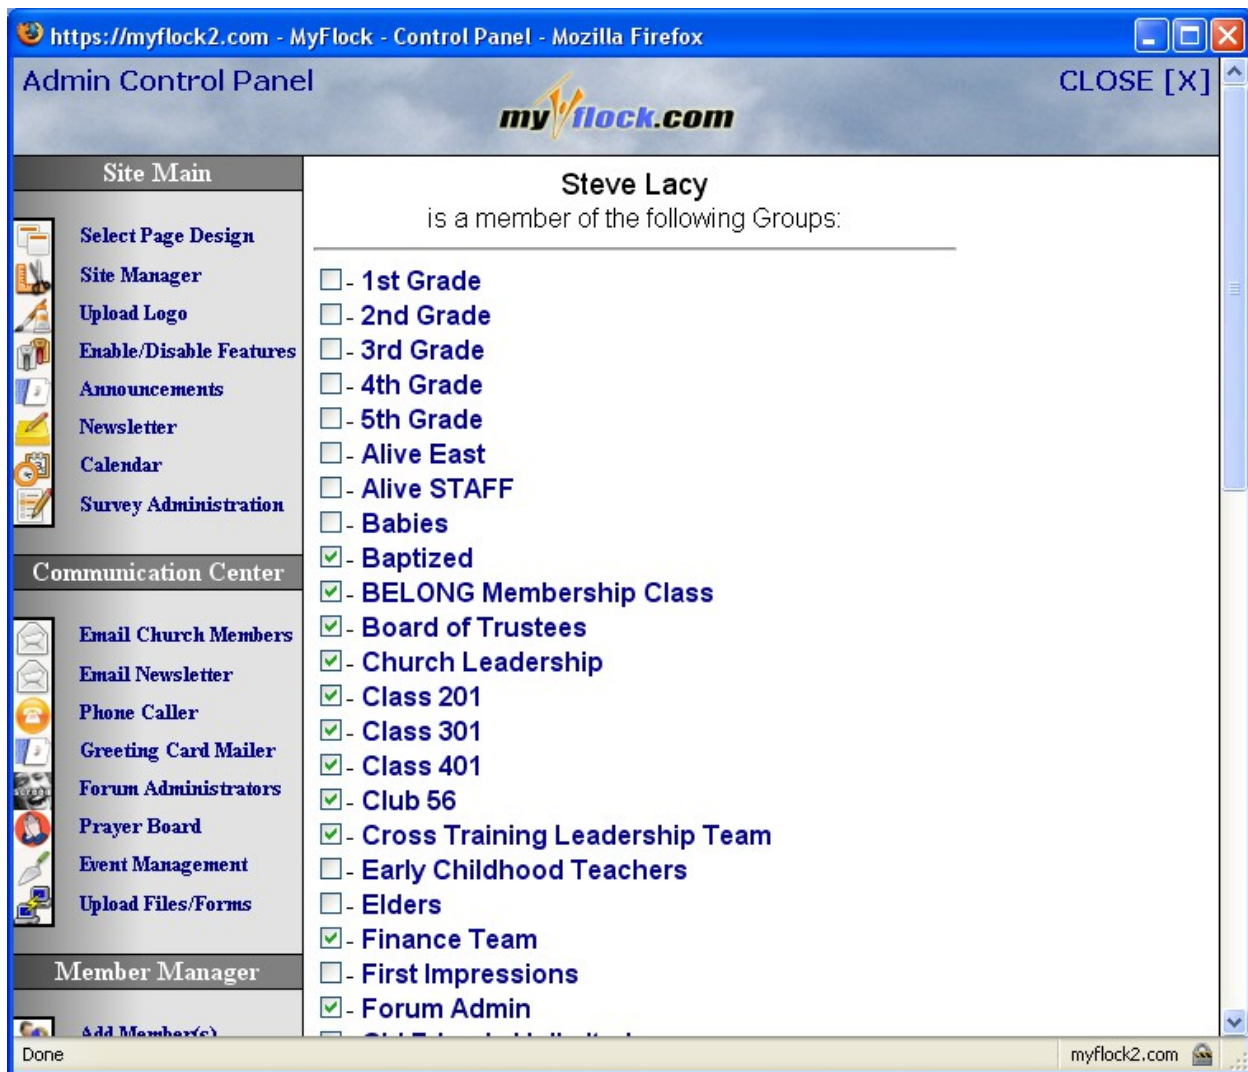 https://myflock2.com - MyFlock - Control Panel - Mozilla Firefox
Admin Control Panel
myflock.com
CLOSE [X]
Site Main
Select Page Design
Site Manager
Upload Logo
Enable/Disable Features
Announcements
Newsletter
Calendar
Survey Administration
Communication Center
Email Church Members
Email Newsletter
Phone Caller
Greeting Card Mailer
Forum Administrators
Prayer Board
Event Management
Upload Files/Forms
Member Manager
Add Member(s)
Steve Lacy
is a member of the following Groups:
- 1st Grade
- 2nd Grade
- 3rd Grade
- 4th Grade
- 5th Grade
- Alive East
- Alive STAFF
- Babies
- Baptized
- BELONG Membership Class
- Board of Trustees
- Church Leadership
- Class 201
- Class 301
- Class 401
- Club 56
- Cross Training Leadership Team
- Early Childhood Teachers
- Elders
- Finance Team
- First Impressions
- Forum Admin
Done
myflock2.com